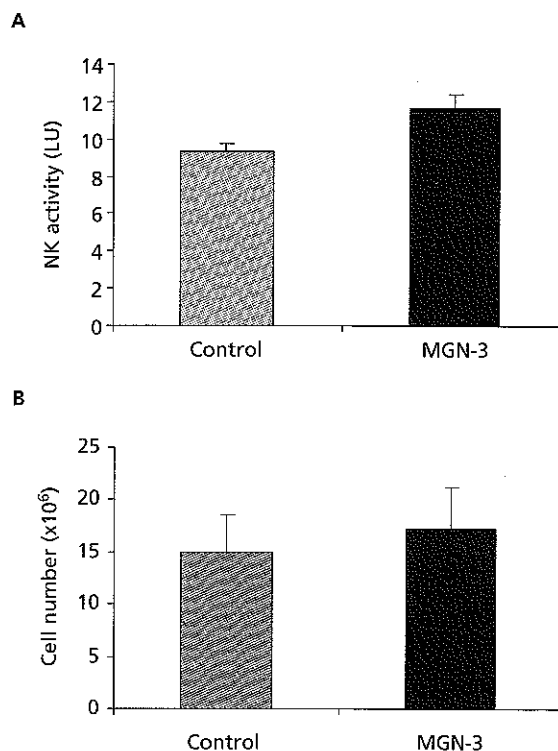 A
NK activity (LU)
14
12
10
8
6
4
2
0
Control MGN-3
B
Cell number (x10⁶)
25
20
15
10
5
0
Control MGN-3